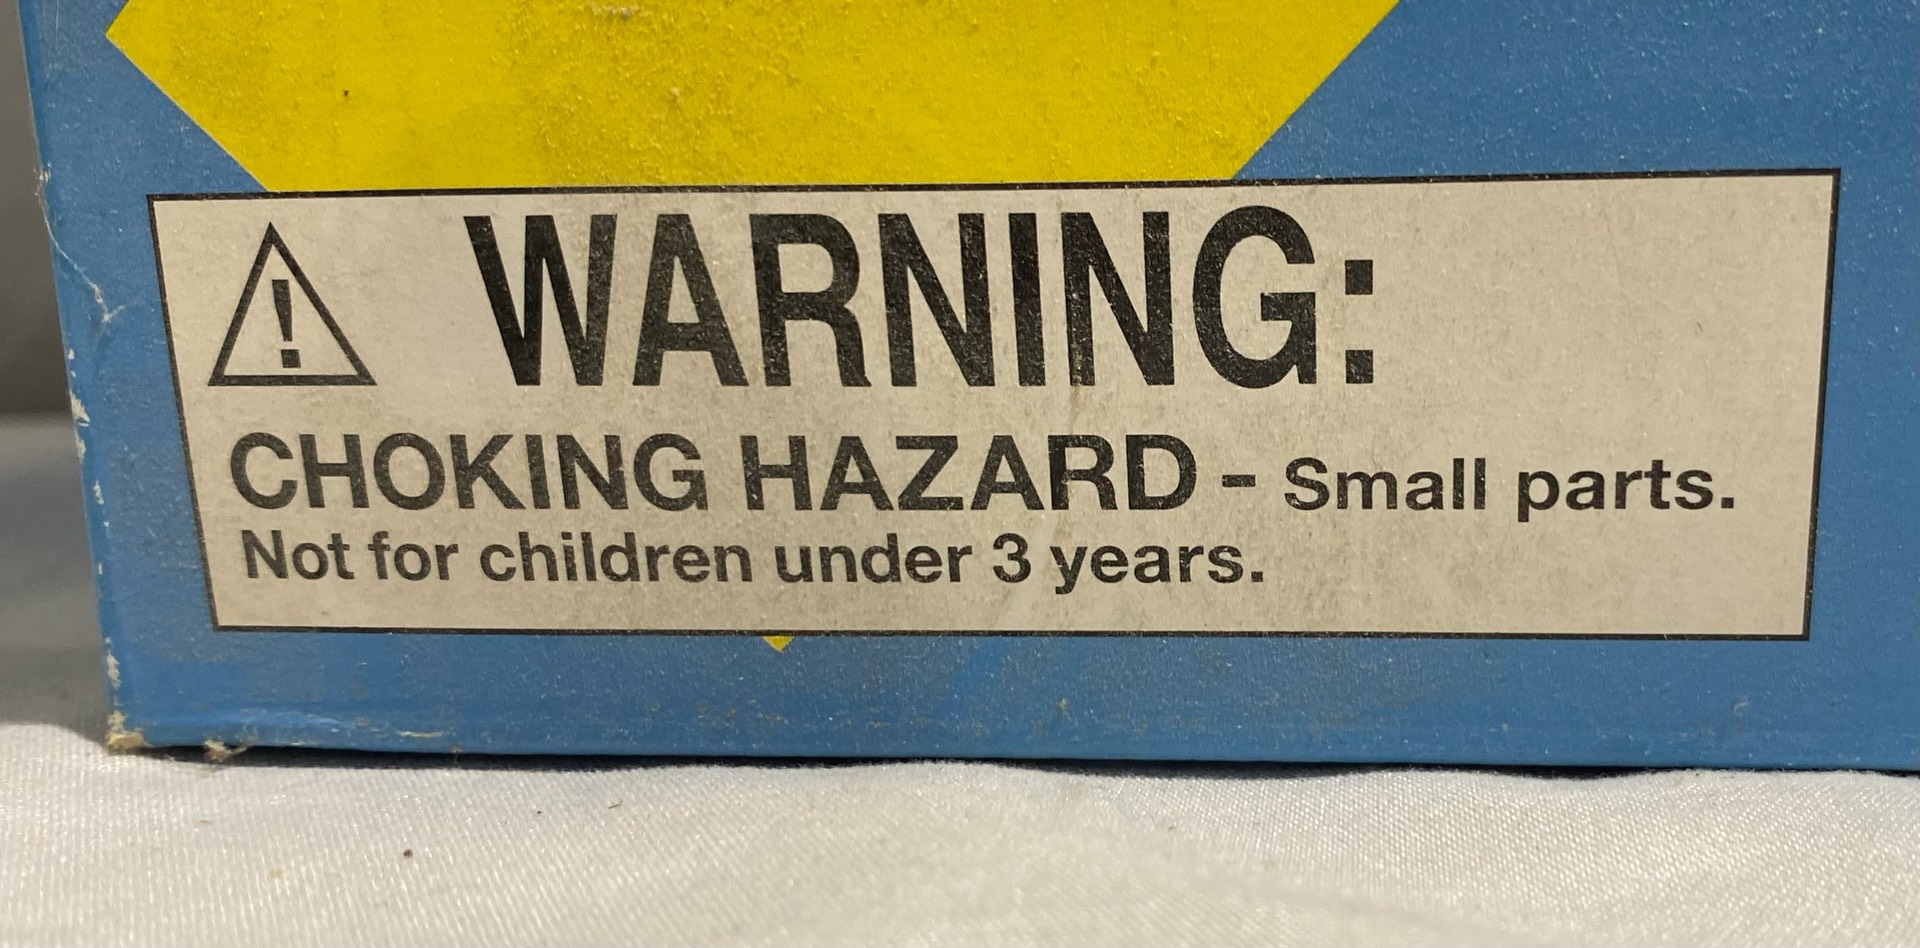 WARNING:
CHOKING HAZARD - Small parts.
Not for children under 3 years.